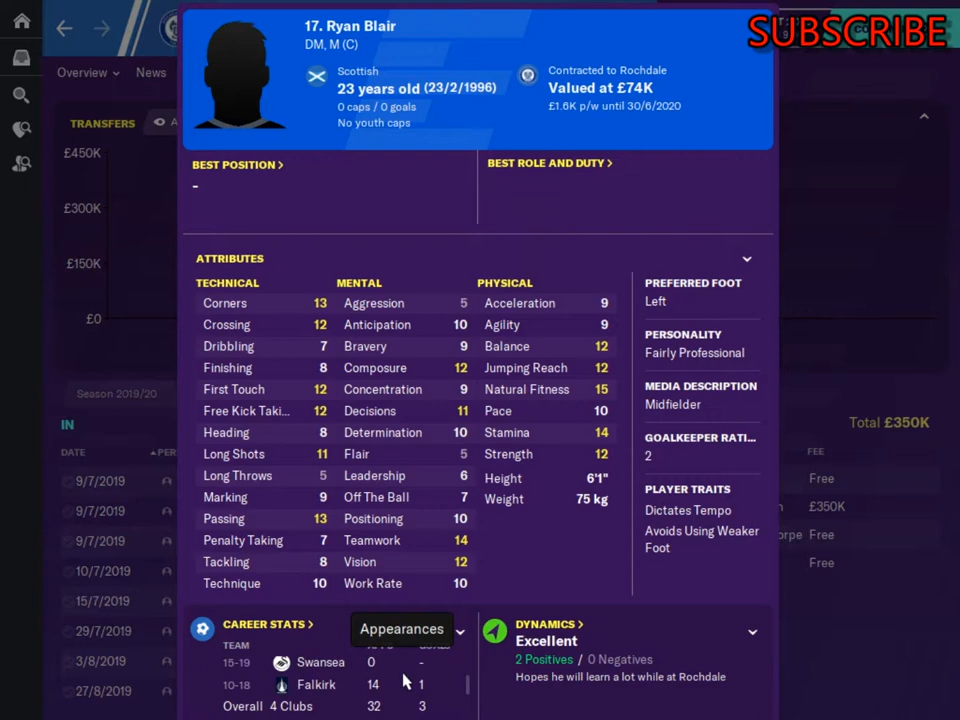 17. Ryan Blair
DM, M (C)
SUBSCRIBE
Scottish
23 years old (23/2/1996)
0 caps / 0 goals
No youth caps
Contracted to Rochdale
Valued at £74K
£1.6K p/w until 30/6/2020
Overview News
TRANSFERS
£450K
£300K
£150K
£0
Season 2019/20
IN
DATE
9/7/2019
9/7/2019
9/7/2019
10/7/2019
15/7/2019
29/7/2019
3/8/2019
27/8/2019
BEST POSITION >
-
BEST ROLE AND DUTY >
ATTRIBUTES
TECHNICAL
Corners 13
Crossing 12
Dribbling 7
Finishing 8
First Touch 12
Free Kick Taki... 12
Heading 8
Long Shots 11
Long Throws 5
Marking 9
Passing 13
Penalty Taking 7
Tackling 8
Technique 10
MENTAL
Aggression 5
Anticipation 10
Bravery 9
Composure 12
Concentration 9
Decisions 11
Determination 10
Flair 5
Leadership 6
Off The Ball 7
Positioning 10
Teamwork 14
Vision 12
Work Rate 10
PHYSICAL
Acceleration 9
Agility 9
Balance 12
Jumping Reach 12
Natural Fitness 15
Pace 10
Stamina 14
Strength 12
Height 6'1"
Weight 75 kg
PREFERRED FOOT
Left
PERSONALITY
Fairly Professional
MEDIA DESCRIPTION
Midfielder
GOALKEEPER RATI...
2
PLAYER TRAITS
Dictates Tempo
Avoids Using Weaker
Foot
Total £350K
FEE
Free
£350K
Free
Free
CAREER STATS >
Appearances
TEAM
15-19 Swansea 0 -
10-18 Falkirk 14 1
Overall 4 Clubs 32 3
DYNAMICS >
Excellent
2 Positives / 0 Negatives
Hopes he will learn a lot while at Rochdale